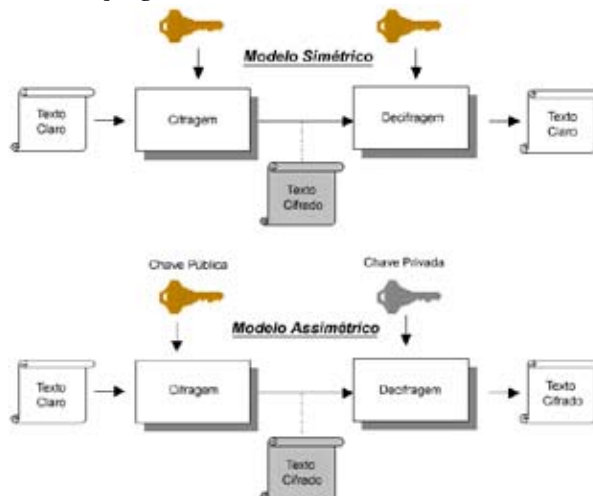 Modelo Simétrico
Texto
Claro
Cifragem
Decifragem
Texto
Claro
Texto
Cifrado
Chave Pública
Chave Privada
Modelo Assimétrico
Texto
Claro
Cifragem
Decifragem
Texto
Cifrado
Texto
Cifrado